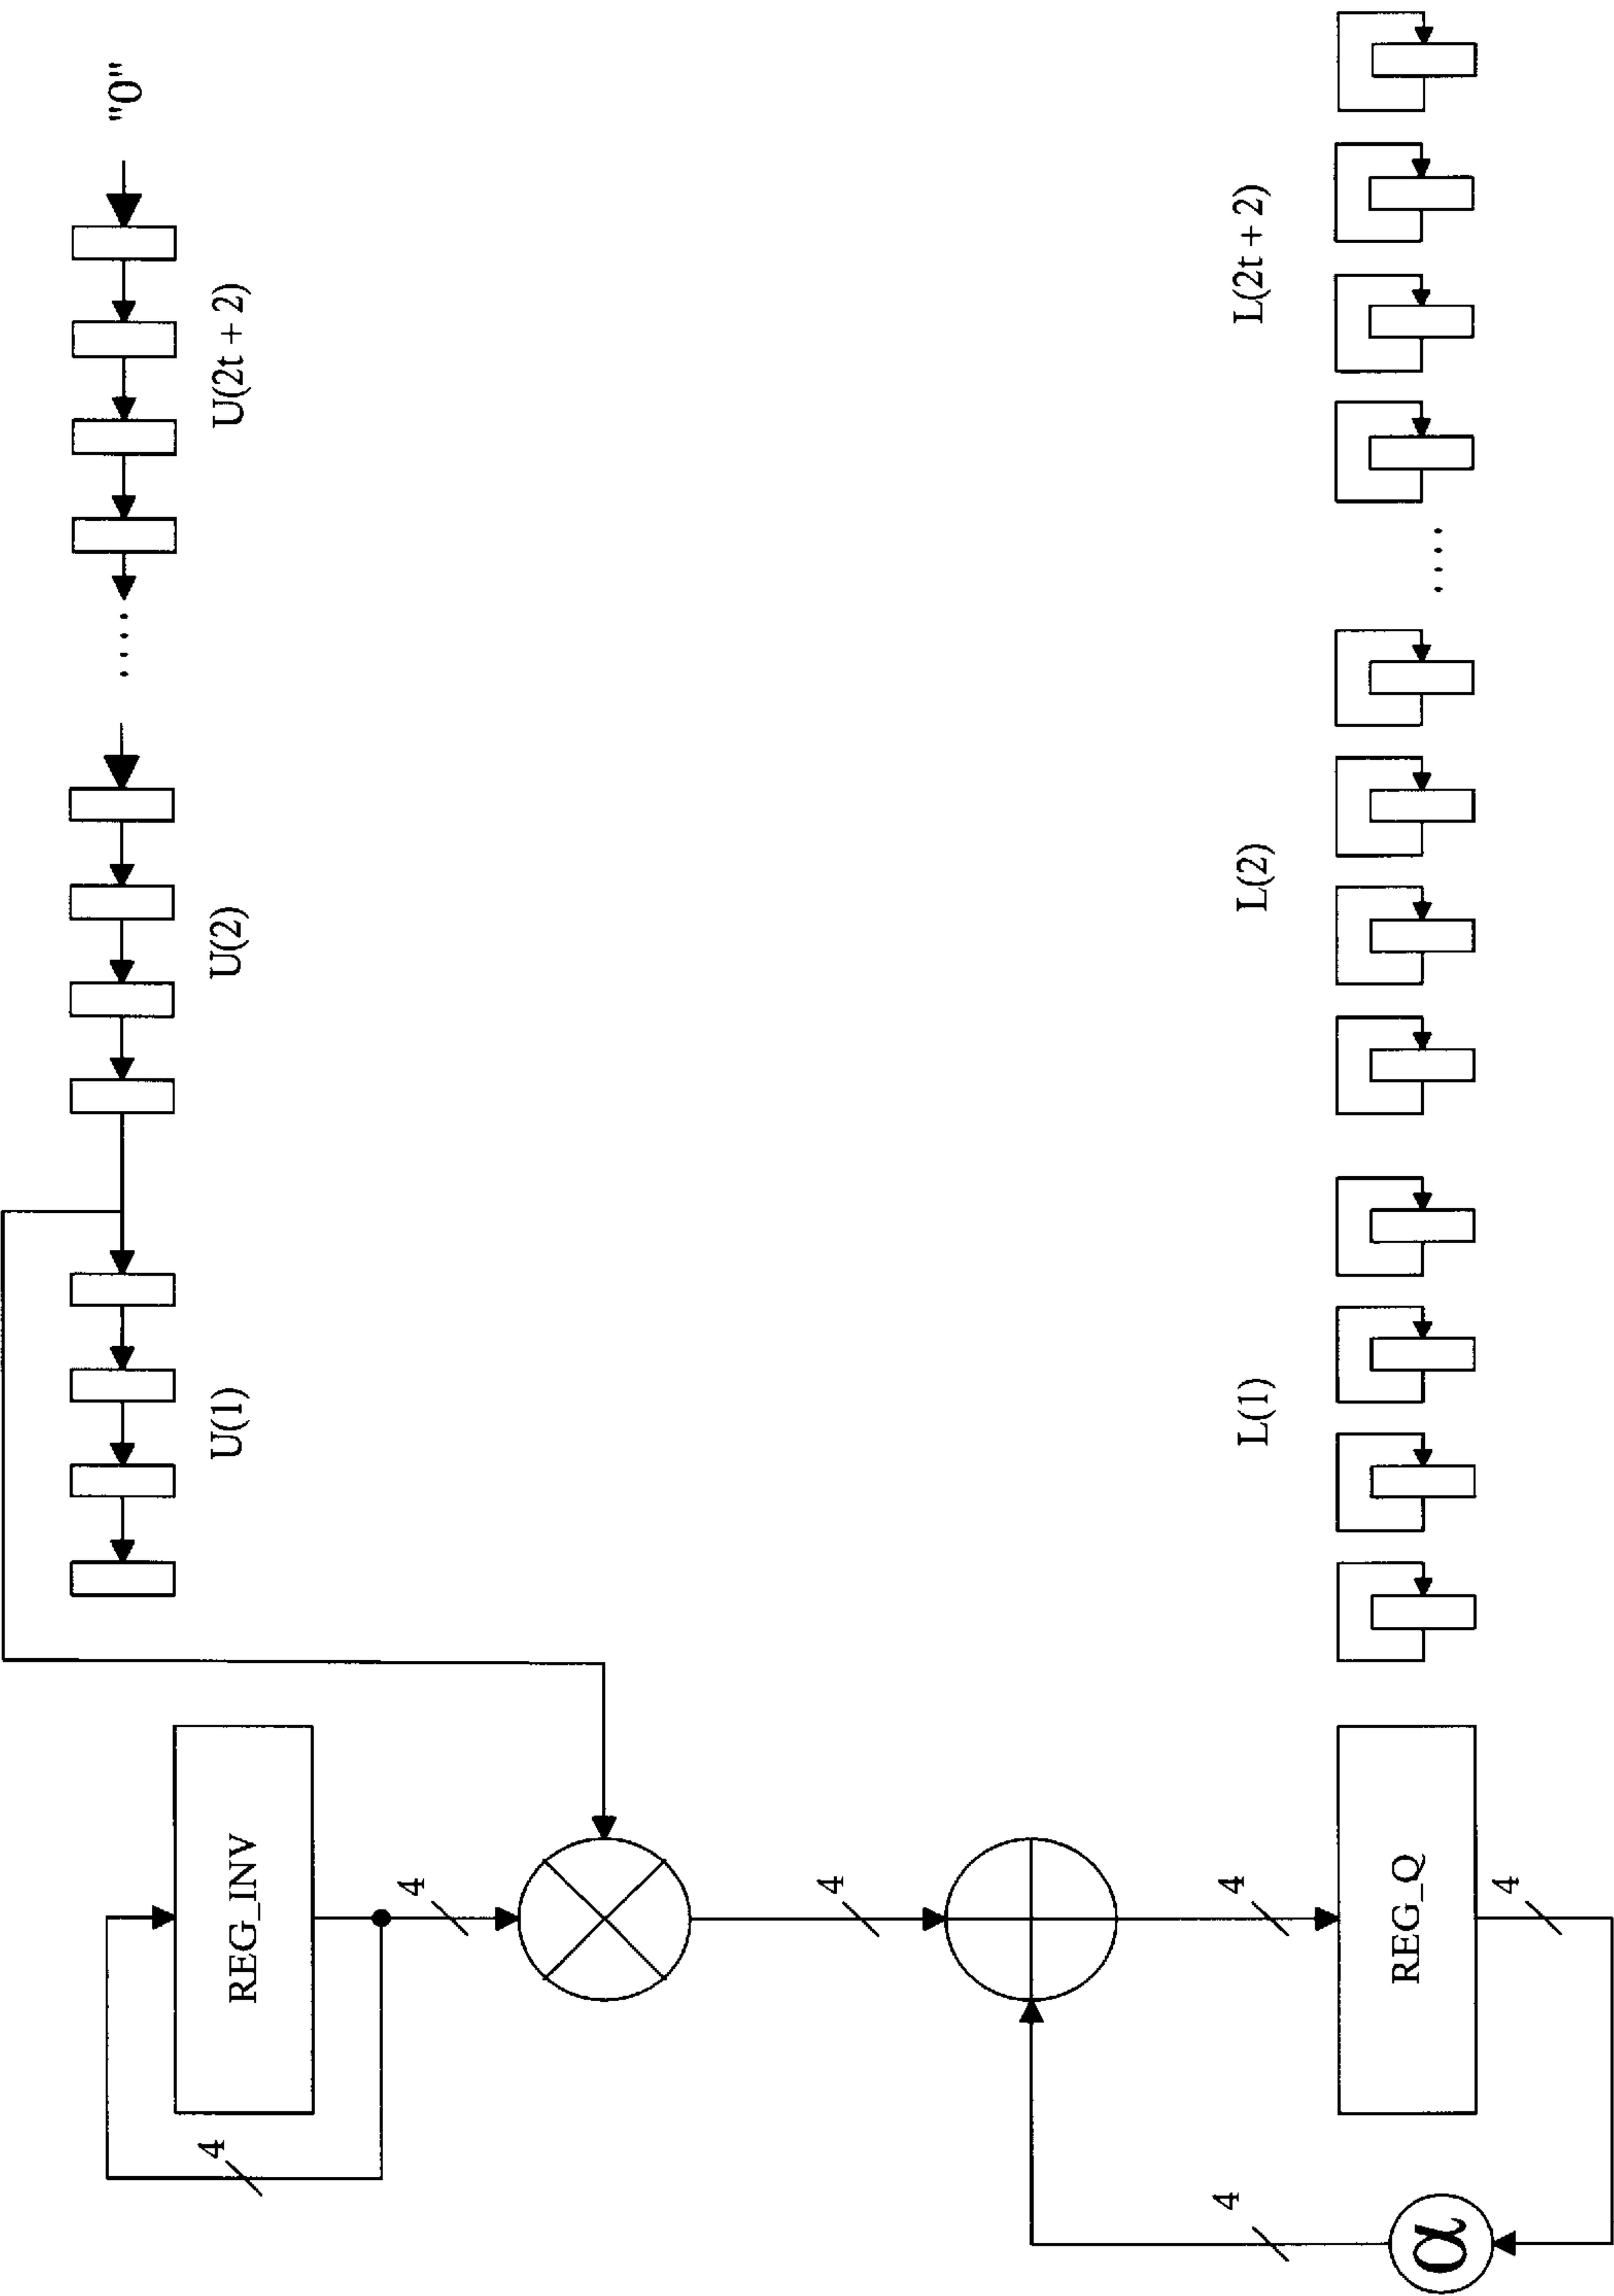 "0"
U(2t + 2)
U(2)
U(1)
L(2t + 2)
L(2)
L(1)
REG_INV
4
4
4
4
REG_Q
4
4
α